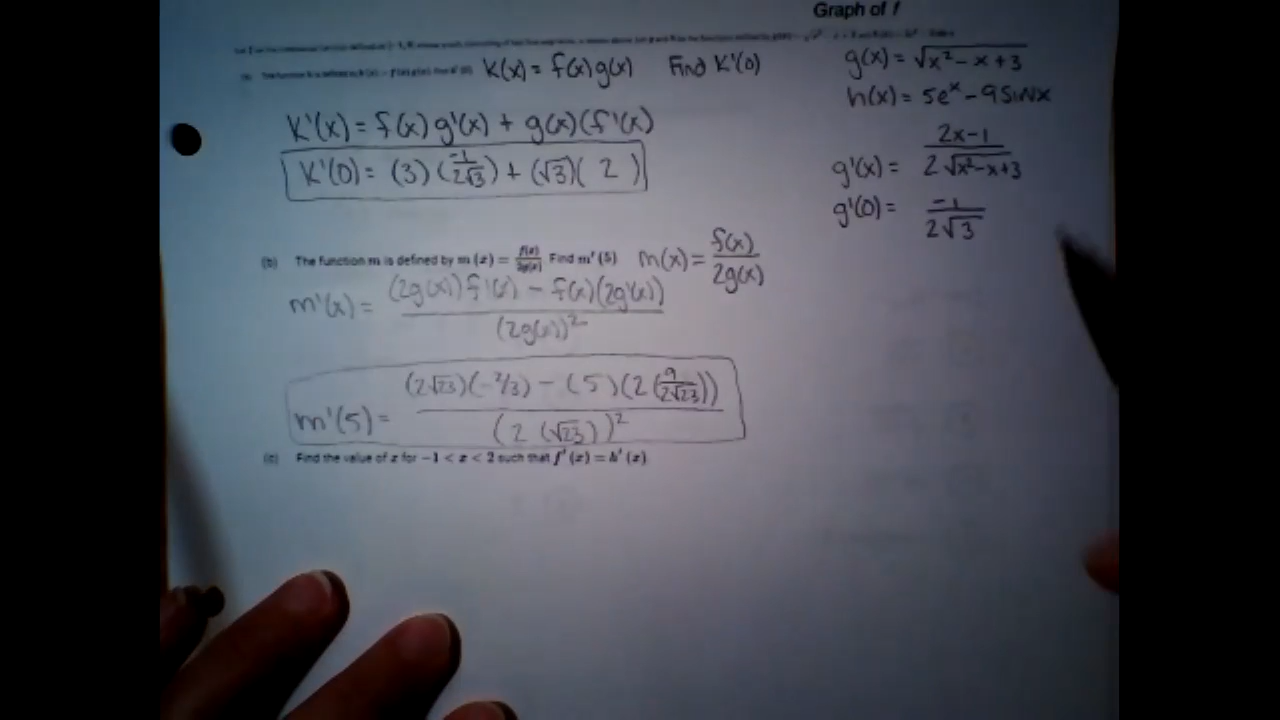 Graph of f
K(x) = f(x)g(x) Find K'(0)
g(x) = √(x² - x + 3)
h(x) = 5eˣ - 9sinx
K'(x) = f(x)g'(x) + g(x)(f'(x)
K'(0) = (3)(-1/(2√3)) + (√3)( 2 )
g'(x) = (2x-1)/(2√(x²-x+3))
g'(0) = -1/(2√3)
(b) The function m is defined by m(x) = f(x)/2g(x) Find m'(5) m(x) = f(x)/2g(x)
m'(x) = ((2g(x))f'(x) - f(x)(2g'(x)))/(2g(x))²
m'(5) = ((2√23)(-2/3) - (5)(2(9/(2√23))))/(2(√23))²
(c) Find the value of x for -1 < x < 2 such that f'(x) = h'(x)